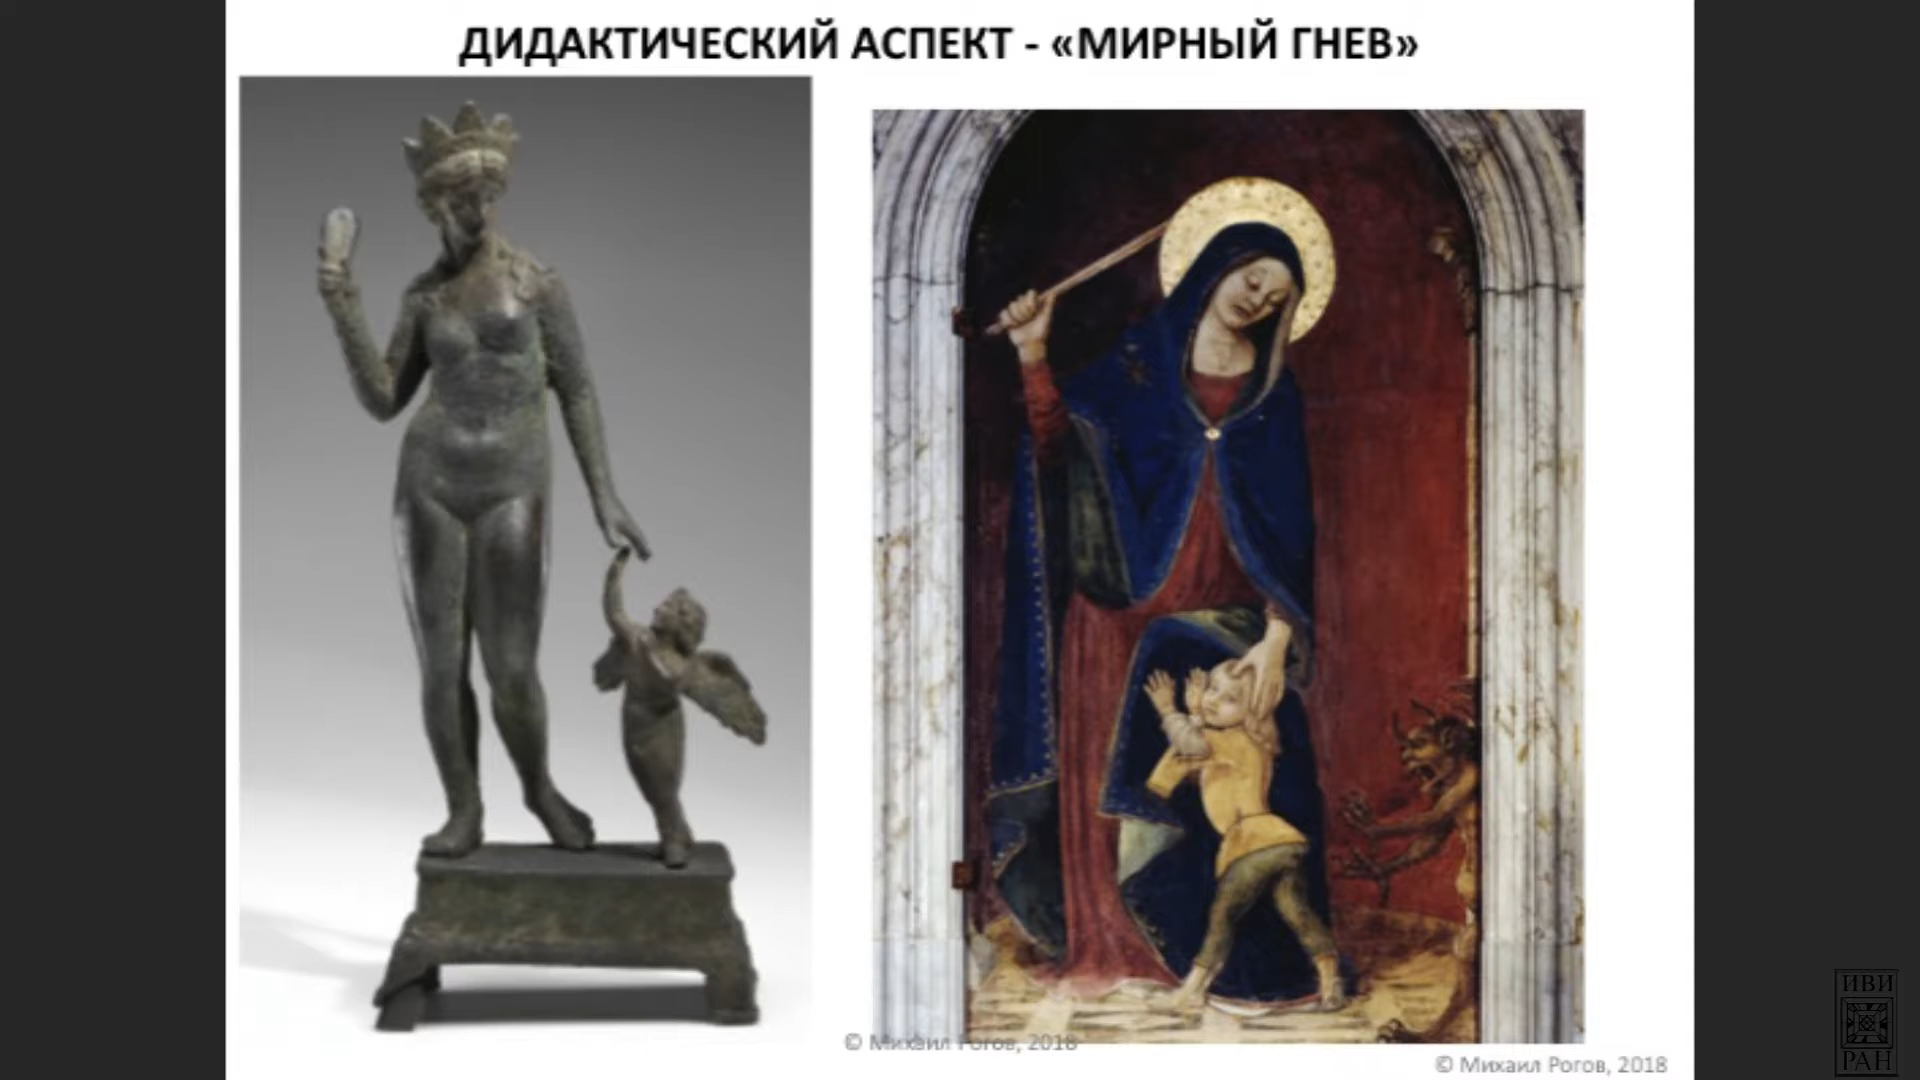 ДИДАКТИЧЕСКИЙ АСПЕКТ - «МИРНЫЙ ГНЕВ»
© Михаил Рогов, 2018
© Михаил Рогов, 2018
ИВИ
РАН